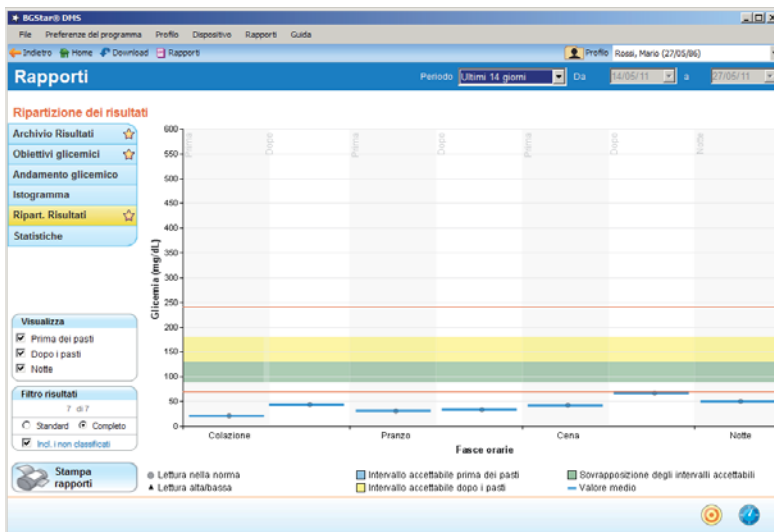 BGStar® DMS
File Preferenze del programma Profilo Dispositivo Rapporti Guida
Indietro Home Download Rapporti Profilo Rossi, Mario (27/05/86)
Rapporti Periodo Ultimi 14 giorni Da 14/05/11 a 27/05/11
Ripartizione dei risultati
Archivio Risultati
Obiettivi glicemici
Andamento glicemico
Istogramma
Ripart. Risultati
Statistiche
Visualizza
Prima dei pasti
Dopo i pasti
Notte
Filtro risultati
7 di 7
Standard Completo
Incl. i non classificati
Stampa
rapporti
Glicemia (mg/dL)
600
550
500
450
400
350
300
250
200
150
100
50
0
Prima Dopo Prima Dopo Prima Dopo Notte
Colazione Pranzo Cena Notte
Fasce orarie
Lettura nella norma Intervallo accettabile prima dei pasti Sovrapposizione degli intervalli accettabili
Lettura alta/bassa Intervallo accettabile dopo i pasti Valore medio